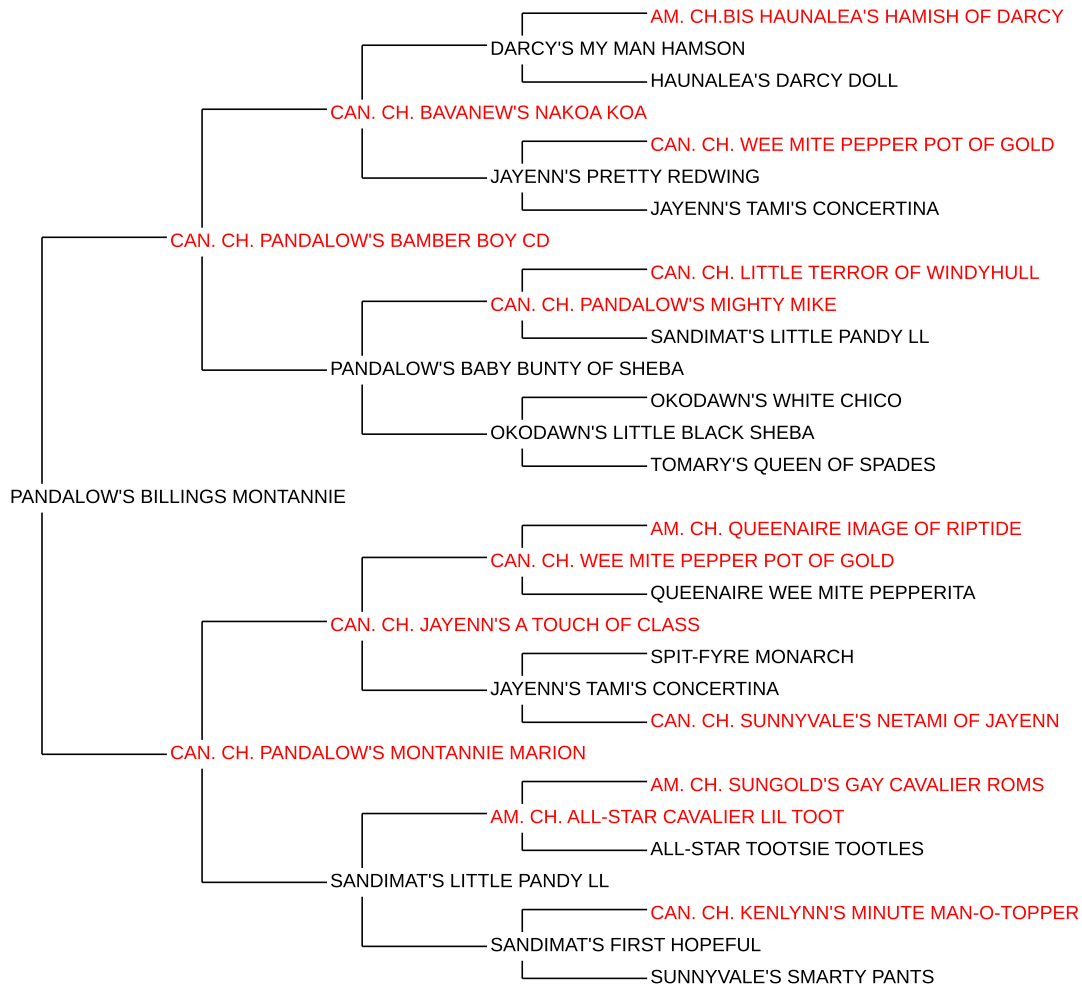 AM. CH.BIS HAUNALEA'S HAMISH OF DARCY
DARCY'S MY MAN HAMSON
HAUNALEA'S DARCY DOLL
CAN. CH. BAVANEW'S NAKOA KOA
CAN. CH. WEE MITE PEPPER POT OF GOLD
JAYENN'S PRETTY REDWING
JAYENN'S TAMI'S CONCERTINA
CAN. CH. PANDALOW'S BAMBER BOY CD
CAN. CH. LITTLE TERROR OF WINDYHULL
CAN. CH. PANDALOW'S MIGHTY MIKE
SANDIMAT'S LITTLE PANDY LL
PANDALOW'S BABY BUNTY OF SHEBA
OKODAWN'S WHITE CHICO
OKODAWN'S LITTLE BLACK SHEBA
TOMARY'S QUEEN OF SPADES
PANDALOW'S BILLINGS MONTANNIE
AM. CH. QUEENAIRE IMAGE OF RIPTIDE
CAN. CH. WEE MITE PEPPER POT OF GOLD
QUEENAIRE WEE MITE PEPPERITA
CAN. CH. JAYENN'S A TOUCH OF CLASS
SPIT-FYRE MONARCH
JAYENN'S TAMI'S CONCERTINA
CAN. CH. SUNNYVALE'S NETAMI OF JAYENN
CAN. CH. PANDALOW'S MONTANNIE MARION
AM. CH. SUNGOLD'S GAY CAVALIER ROMS
AM. CH. ALL-STAR CAVALIER LIL TOOT
ALL-STAR TOOTSIE TOOTLES
SANDIMAT'S LITTLE PANDY LL
CAN. CH. KENLYNN'S MINUTE MAN-O-TOPPER
SANDIMAT'S FIRST HOPEFUL
SUNNYVALE'S SMARTY PANTS